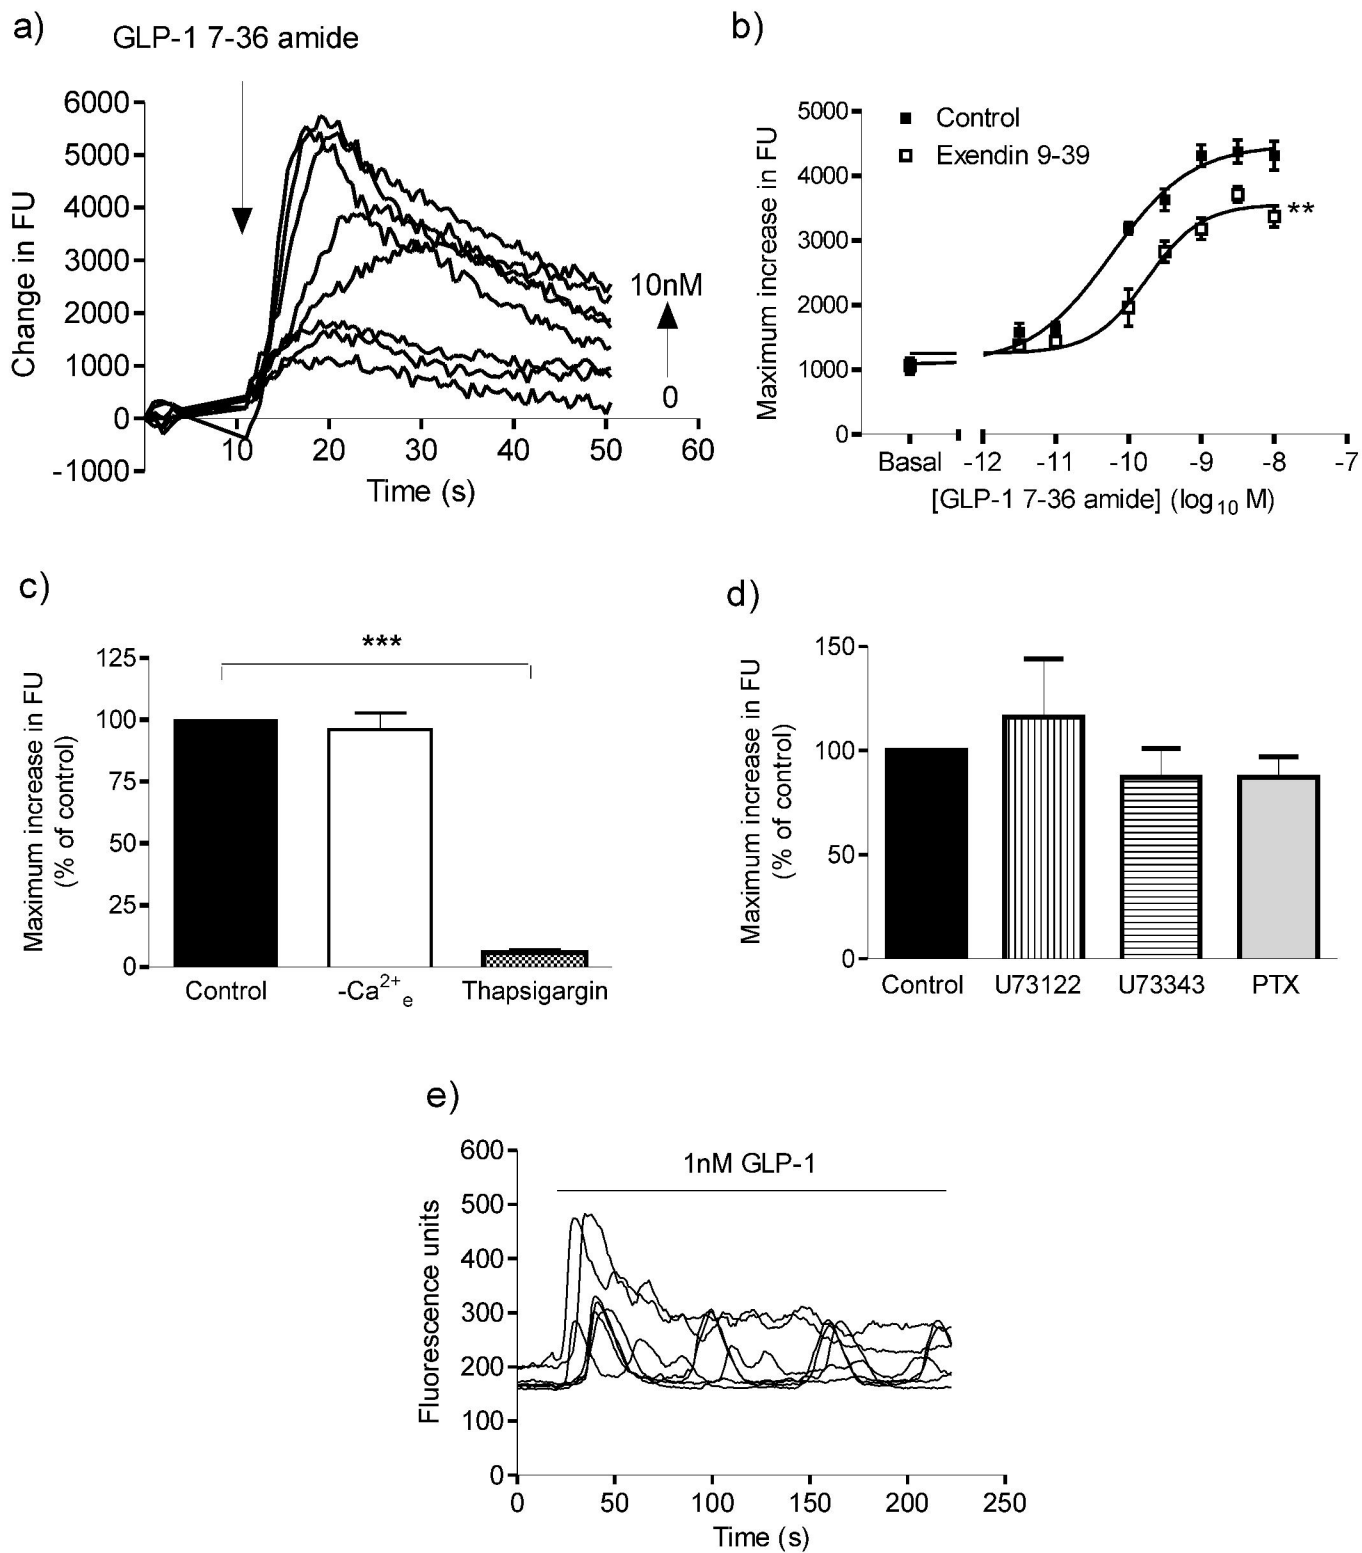 a)
GLP-1 7-36 amide
6000
5000
4000
3000
2000
1000
0
-1000
Change in FU
10
20
30
40
50
60
Time (s)
10nM
0
b)
Control
Exendin 9-39
5000
4000
3000
2000
1000
0
Maximum increase in FU
**
Basal
-12
-11
-10
-9
-8
-7
[GLP-1 7-36 amide] (log10 M)
c)
***
125
100
75
50
25
0
Maximum increase in FU
(% of control)
Control
-Ca2+e
Thapsigargin
d)
150
100
50
0
Maximum increase in FU
(% of control)
Control
U73122
U73343
PTX
e)
1nM GLP-1
600
500
400
300
200
100
0
Fluorescence units
0
50
100
150
200
250
Time (s)